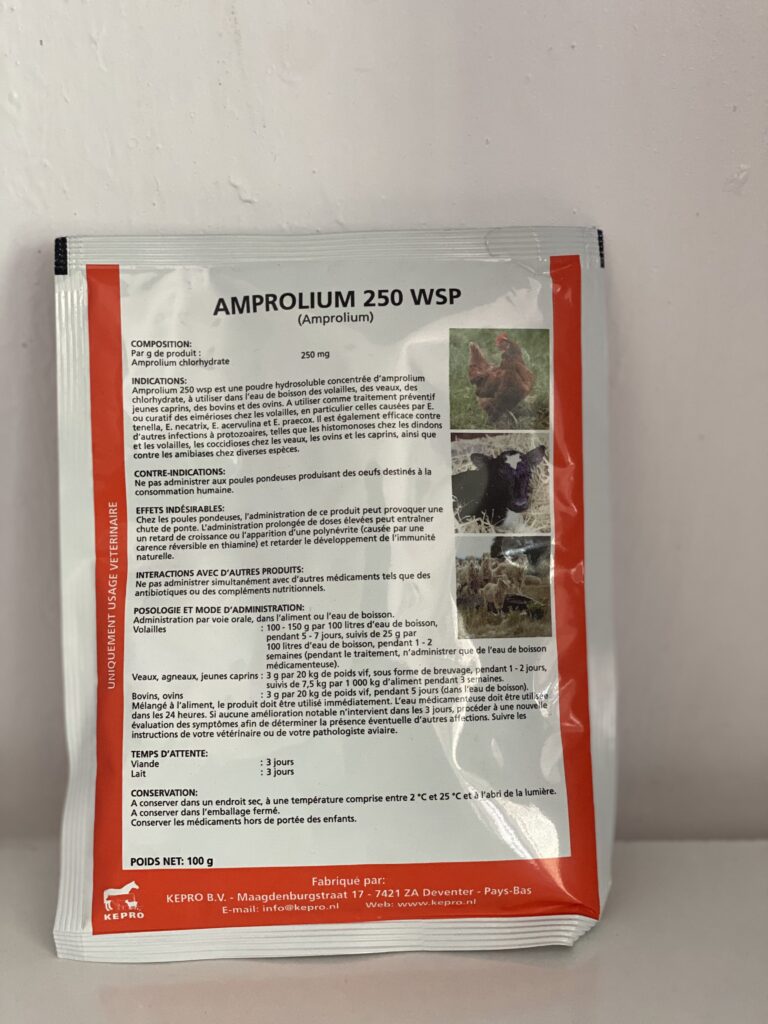 AMPROLIUM 250 WSP
(Amprolium)
COMPOSITION:
Par g de produit :
Amprolium chlorhydrate 250 mg
INDICATIONS:
Amprolium 250 wsp est une poudre hydrosoluble concentrée d'amprolium
chlorhydrate, à utiliser dans l'eau de boisson des volailles, des veaux, des
jeunes caprins, des bovins et des ovins. A utiliser comme traitement préventif
ou curatif des eimérioses chez les volailles, en particulier celles causées par E.
tenella, E. necatrix, E. acervulina et E. praecox. Il est également efficace contre
d'autres infections à protozoaires, telles que les histomonoses chez les dindons
et les volailles, les coccidioses chez les veaux, les ovins et les caprins, ainsi que
contre les amibiases chez diverses espèces.
CONTRE-INDICATIONS:
Ne pas administrer aux poules pondeuses produisant des oeufs destinés à la
consommation humaine.
EFFETS INDÉSIRABLES:
Chez les poules pondeuses, l'administration de ce produit peut provoquer une
chute de ponte. L'administration prolongée de doses élevées peut entraîner
un retard de croissance ou l'apparition d'une polynévrite (causée par une
carence réversible en thiamine) et retarder le développement de l'immunité
naturelle.
INTERACTIONS AVEC D'AUTRES PRODUITS:
Ne pas administrer simultanément avec d'autres médicaments tels que des
antibiotiques ou des compléments nutritionnels.
POSOLOGIE ET MODE D'ADMINISTRATION:
Administration par voie orale, dans l'aliment ou l'eau de boisson.
Volailles : 100 - 150 g par 100 litres d'eau de boisson,
pendant 5 - 7 jours, suivis de 25 g par
100 litres d'eau de boisson, pendant 1 - 2
semaines (pendant le traitement, n'administrer que de l'eau de boisson
médicamenteuse).
Veaux, agneaux, jeunes caprins : 3 g par 20 kg de poids vif, sous forme de breuvage, pendant 1 - 2 jours,
suivis de 7,5 kg par 1 000 kg d'aliment pendant 3 semaines.
Bovins, ovins : 3 g par 20 kg de poids vif, pendant 5 jours (dans l'eau de boisson).
Mélangé à l'aliment, le produit doit être utilisé immédiatement. L'eau médicamenteuse doit être utilisée
dans les 24 heures. Si aucune amélioration notable n'intervient dans les 3 jours, procéder à une nouvelle
évaluation des symptômes afin de déterminer la présence éventuelle d'autres affections. Suivre les
instructions de votre vétérinaire ou de votre pathologiste aviaire.
TEMPS D'ATTENTE:
Viande : 3 jours
Lait : 3 jours
CONSERVATION:
A conserver dans un endroit sec, à une température comprise entre 2 °C et 25 °C et à l'abri de la lumière.
A conserver dans l'emballage fermé.
Conserver les médicaments hors de portée des enfants.
POIDS NET: 100 g
UNIQUEMENT USAGE VETERINAIRE
KEPRO
Fabriqué par:
KEPRO B.V. - Maagdenburgstraat 17 - 7421 ZA Deventer - Pays-Bas
E-mail: info@kepro.nl Web: www.kepro.nl